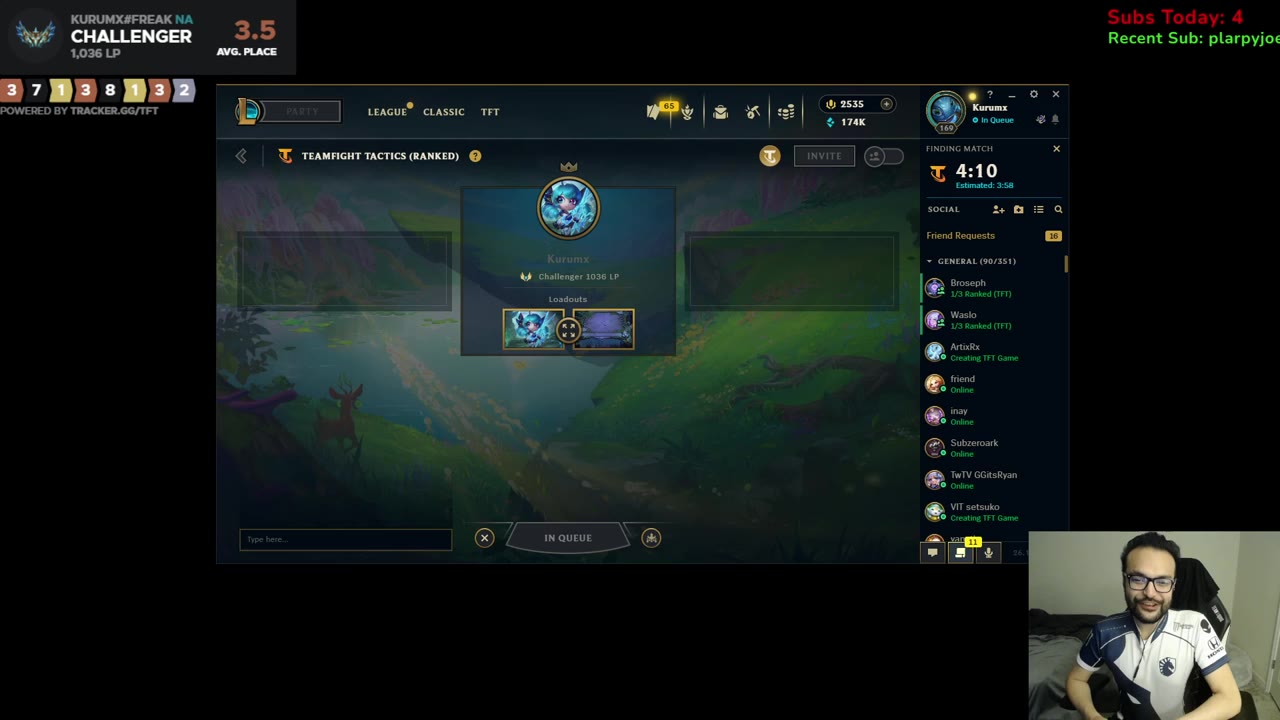 KURUMX#FREAK NA
CHALLENGER
1,036 LP
3.5
AVG. PLACE
3 7 1 3 8 1 3 2
POWERED BY TRACKER.GG/TFT
Subs Today: 4
Recent Sub: plarpyjoe
PARTY
LEAGUE
CLASSIC
TFT
65
2535
174K
169
Kurumx
In Queue
TEAMFIGHT TACTICS (RANKED)
INVITE
FINDING MATCH
4:10
Estimated: 3:58
SOCIAL
Friend Requests
16
GENERAL (90/351)
Broseph
1/3 Ranked (TFT)
Waslo
1/3 Ranked (TFT)
ArtixRx
Creating TFT Game
friend
Online
inay
Online
Subzeroark
Online
TwTV GGitsRyan
Online
VIT setsuko
Creating TFT Game
Kurumx
Challenger 1036 LP
Loadouts
Type here...
IN QUEUE
11
HONDA